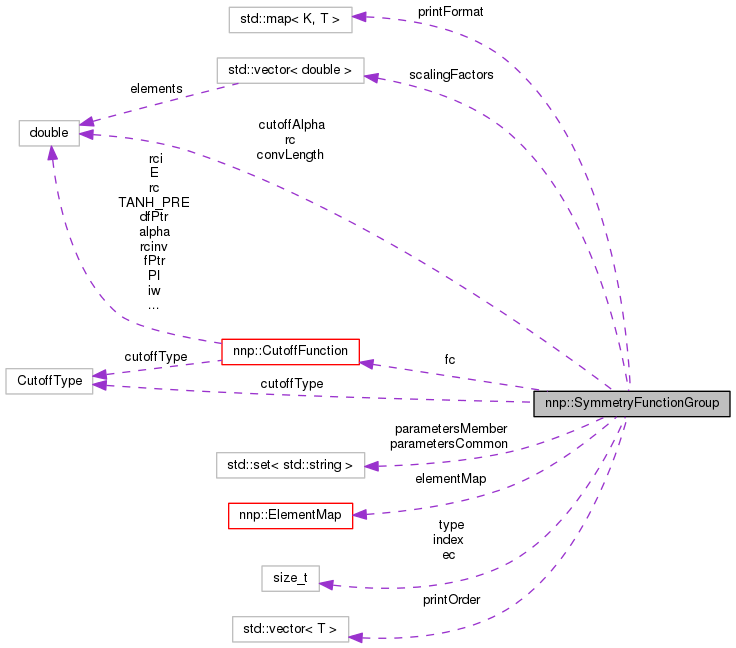 printFormat
std::map< K, T >
std::vector< double >
scalingFactors
elements
double
cutoffAlpha
rc
convLength
rci
E
rc
TANH_PRE
dfPtr
alpha
rcinv
fPtr
PI
iw
...
nnp::CutoffFunction
cutoffType
fc
CutoffType
cutoffType
nnp::SymmetryFunctionGroup
parametersMember
parametersCommon
std::set< std::string >
elementMap
nnp::ElementMap
type
index
ec
size_t
printOrder
std::vector< T >